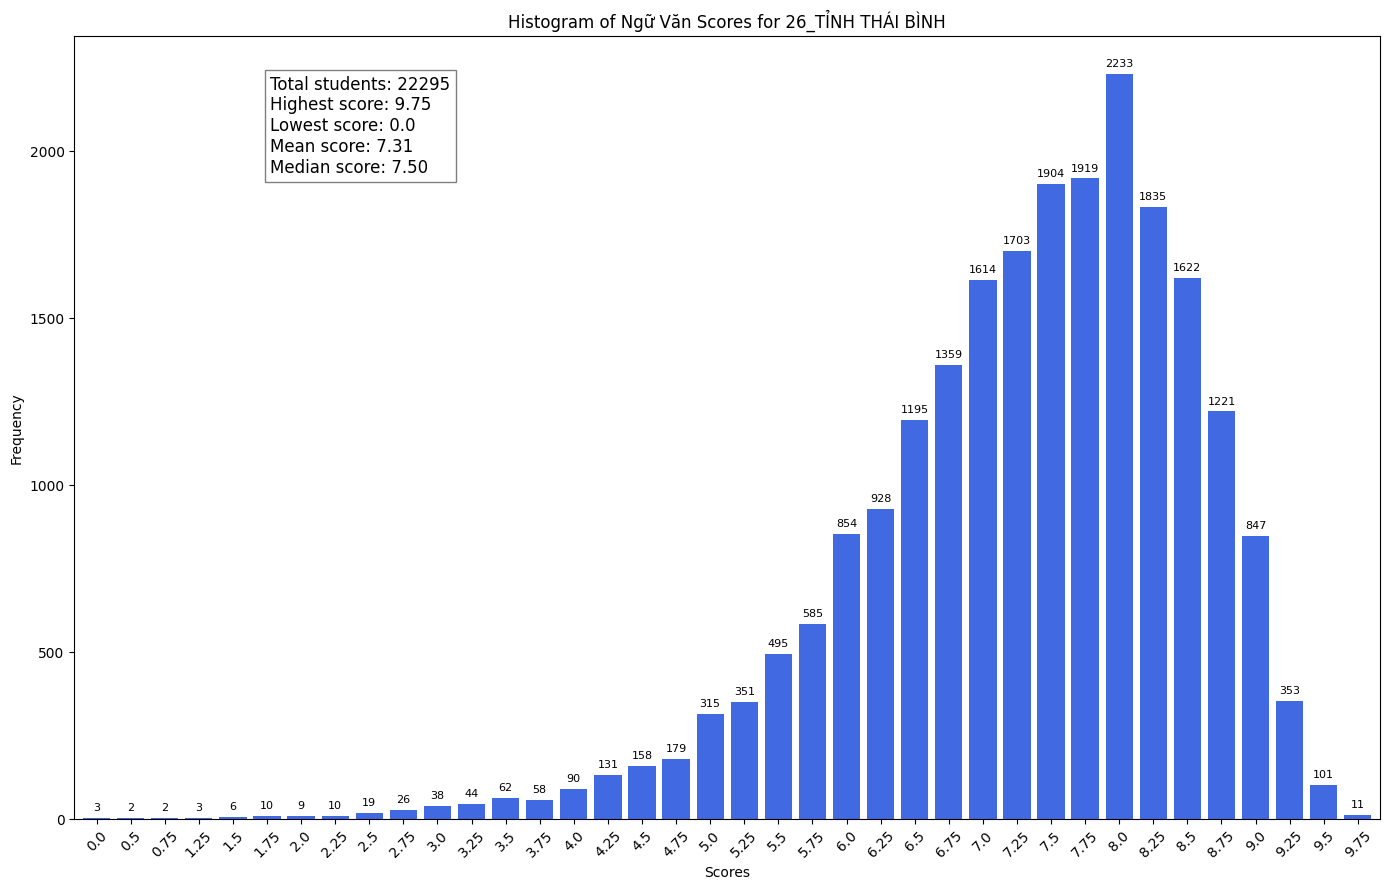 Histogram of Ngữ Văn Scores for 26_TỈNH THÁI BÌNH
Total students: 22295
Highest score: 9.75
Lowest score: 0.0
Mean score: 7.31
Median score: 7.50
Frequency
2000
1500
1000
500
0
3 2 2 3 6 10 9 10 19 26 38 44 62 58 90 131 158 179 315 351 495 585 854 928 1195 1359 1614 1703 1904 1919 2233 1835 1622 1221 847 353 101 11
0.0 0.5 0.75 1.25 1.5 1.75 2.0 2.25 2.5 2.75 3.0 3.25 3.5 3.75 4.0 4.25 4.5 4.75 5.0 5.25 5.5 5.75 6.0 6.25 6.5 6.75 7.0 7.25 7.5 7.75 8.0 8.25 8.5 8.75 9.0 9.25 9.5 9.75
Scores